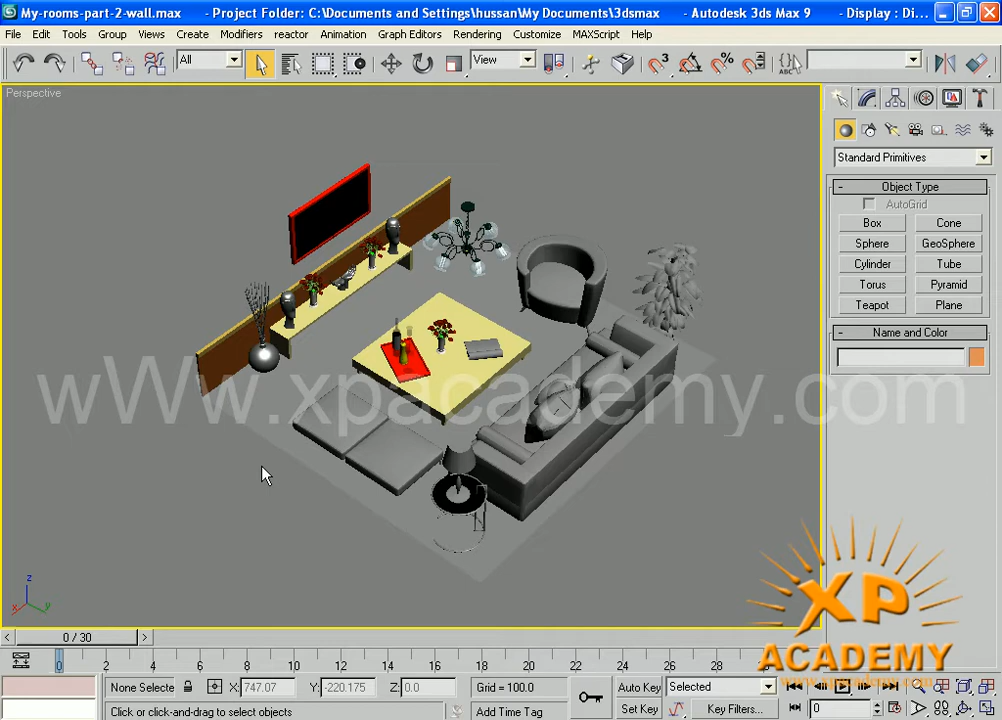 My-rooms-part-2-wall.max - Project Folder: C:\Documents and Settings\hussan\My Documents\3dsmax - Autodesk 3ds Max 9 - Display : Di...
File Edit Tools Group Views Create Modifiers reactor Animation Graph Editors Rendering Customize MAXScript Help
All View 3 % ABC
Perspective
Standard Primitives
- Object Type
AutoGrid
Box Cone
Sphere GeoSphere
Cylinder Tube
Torus Pyramid
Teapot Plane
- Name and Color
wWw.xpacademy.com
z
x y
XP
ACADEMY
www.xpacademy.com
< 0 / 30 >
0 2 4 6 8 10 12 14 16 18 20 22 24 26 28
None Selecte X: 747.07 Y: -220.175 Z: 0.0 Grid = 100.0 Auto Key Selected
Click or click-and-drag to select objects Add Time Tag Set Key Key Filters... 0